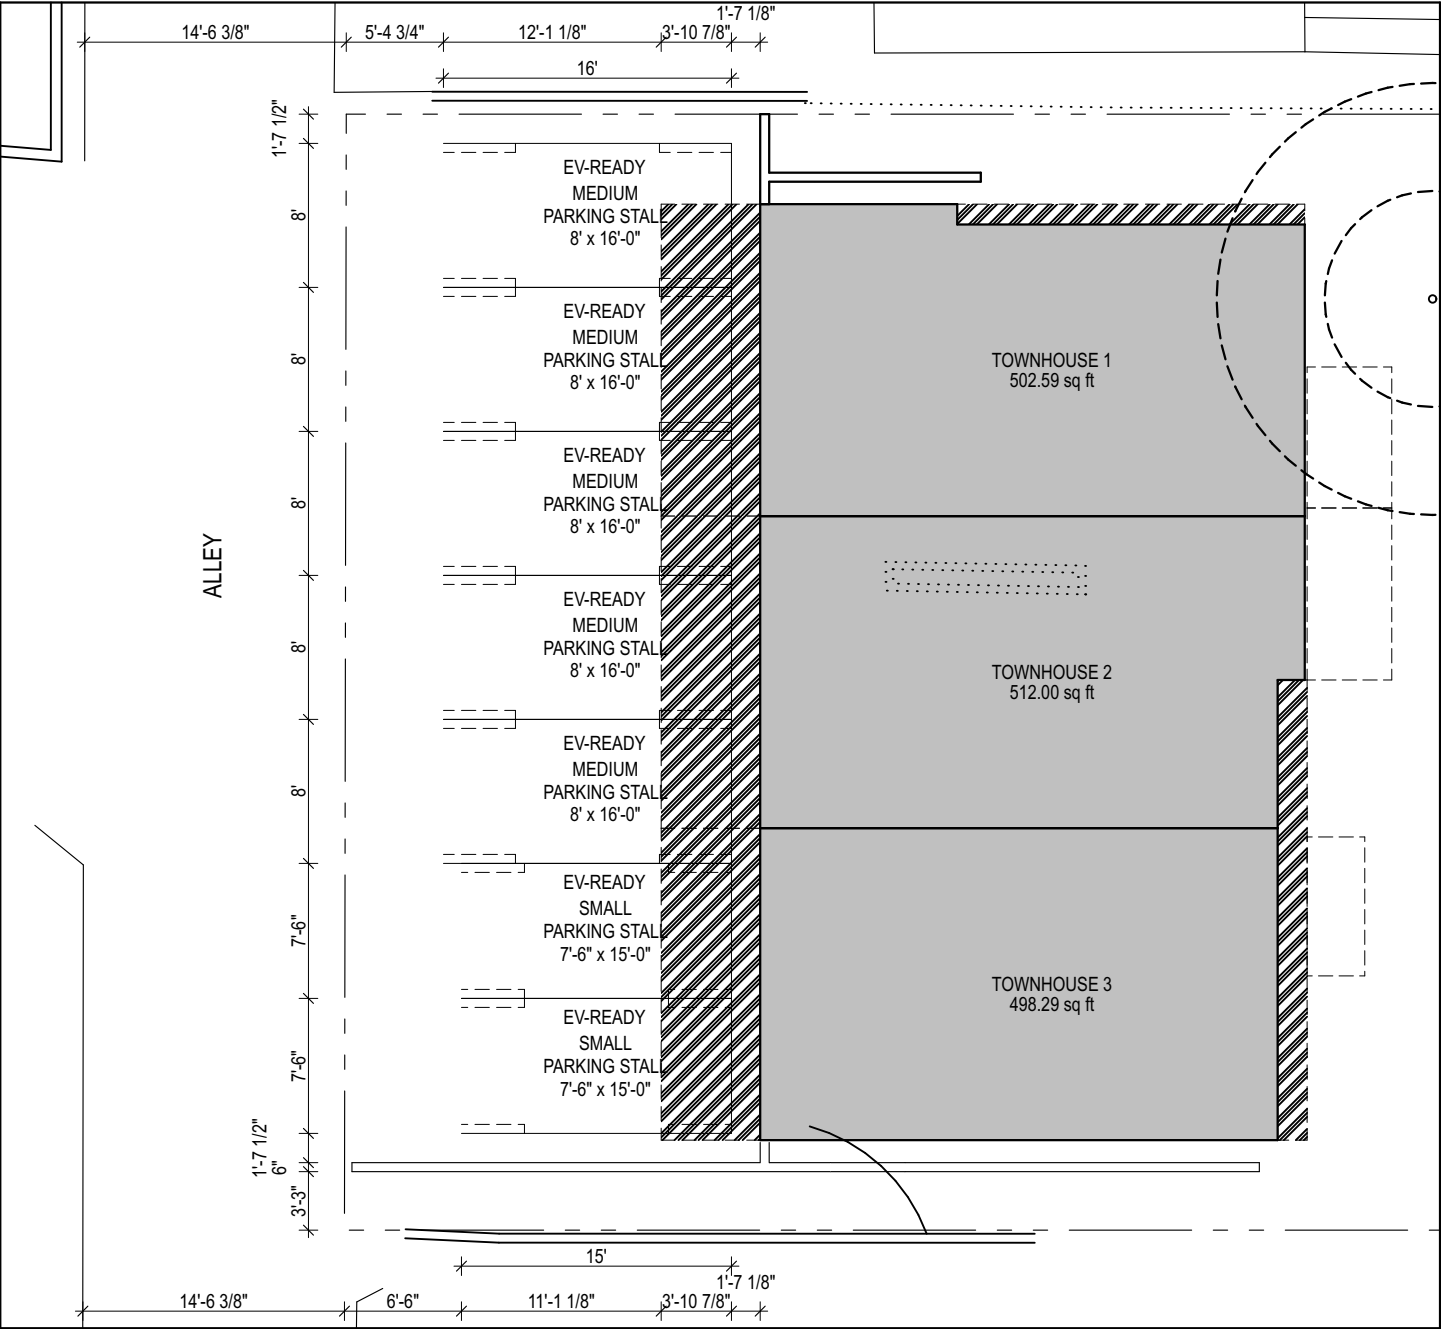 1'-7 1/8"
14'-6 3/8"
5'-4 3/4"
12'-1 1/8"
3'-10 7/8"
16'
1'-7 1/2"
8'
8'
8'
8'
8'
7'-6"
7'-6"
1'-7 1/2"
6"
3'-3"
ALLEY
EV-READY
MEDIUM
PARKING STALL
8' x 16'-0"
EV-READY
MEDIUM
PARKING STALL
8' x 16'-0"
EV-READY
MEDIUM
PARKING STALL
8' x 16'-0"
EV-READY
MEDIUM
PARKING STALL
8' x 16'-0"
EV-READY
MEDIUM
PARKING STALL
8' x 16'-0"
EV-READY
SMALL
PARKING STALL
7'-6" x 15'-0"
EV-READY
SMALL
PARKING STALL
7'-6" x 15'-0"
TOWNHOUSE 1
502.59 sq ft
TOWNHOUSE 2
512.00 sq ft
TOWNHOUSE 3
498.29 sq ft
15'
1'-7 1/8"
14'-6 3/8"
6'-6"
11'-1 1/8"
3'-10 7/8"